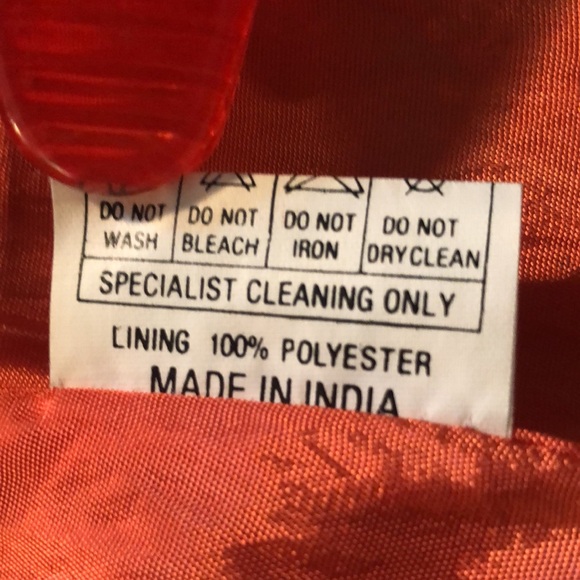 DO NOT WASH
DO NOT BLEACH
DO NOT IRON
DO NOT DRYCLEAN
SPECIALIST CLEANING ONLY
LINING 100% POLYESTER
MADE IN INDIA